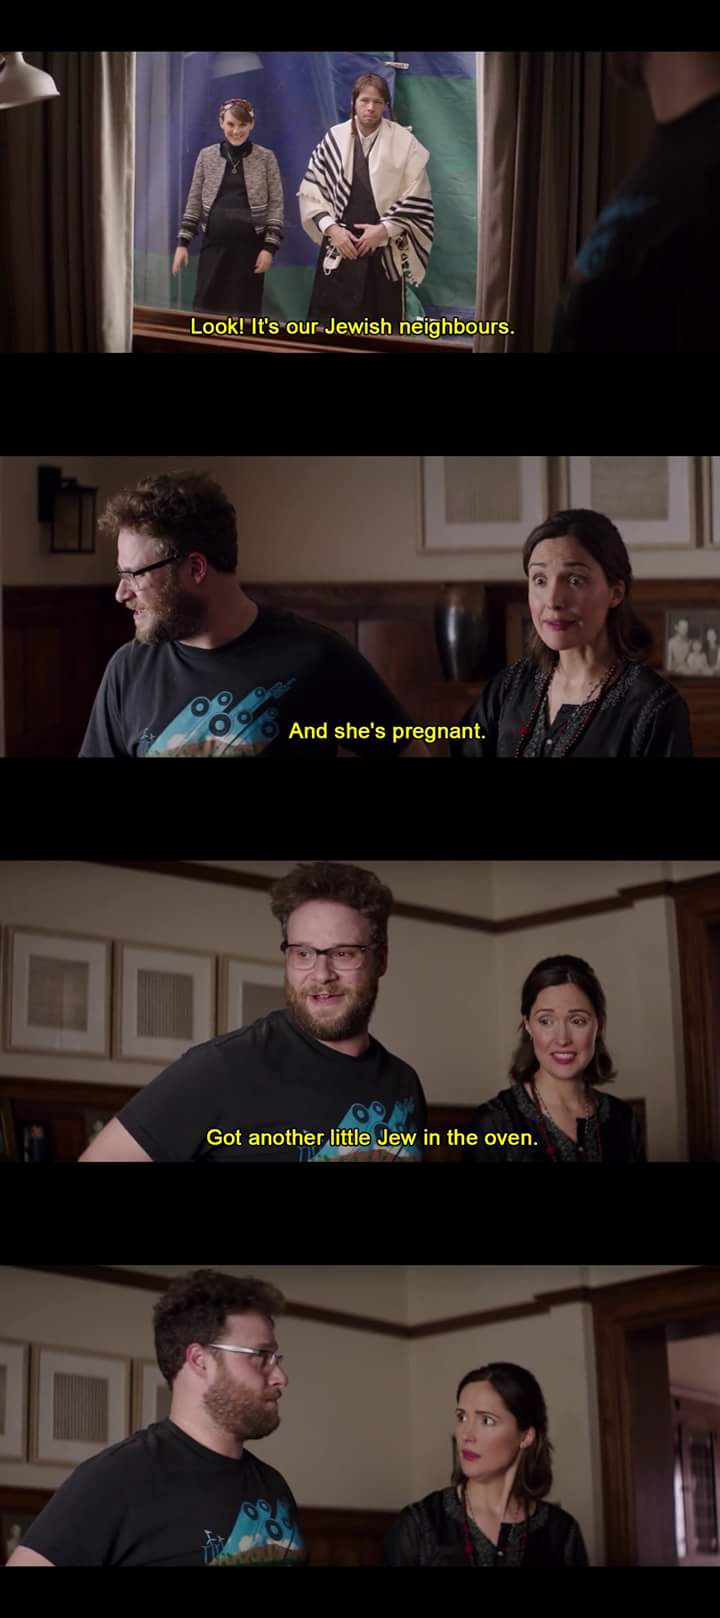 Look! It's our Jewish neighbours.
And she's pregnant.
Got another little Jew in the oven.